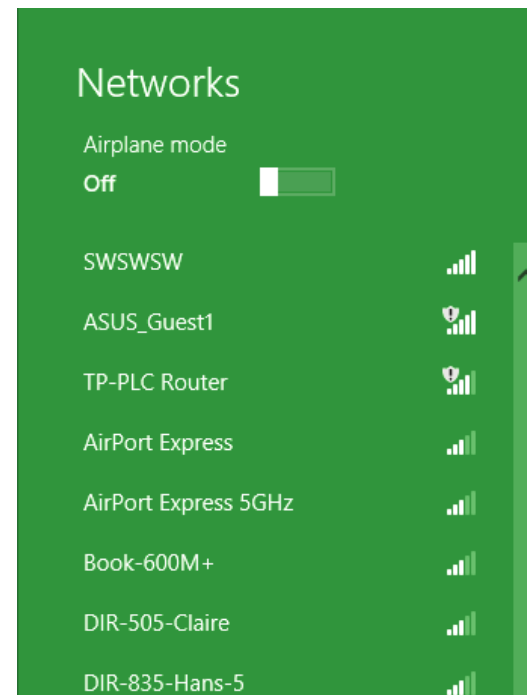 Networks
Airplane mode
Off
SWSWSW
ASUS_Guest1
TP-PLC Router
AirPort Express
AirPort Express 5GHz
Book-600M+
DIR-505-Claire
DIR-835-Hans-5